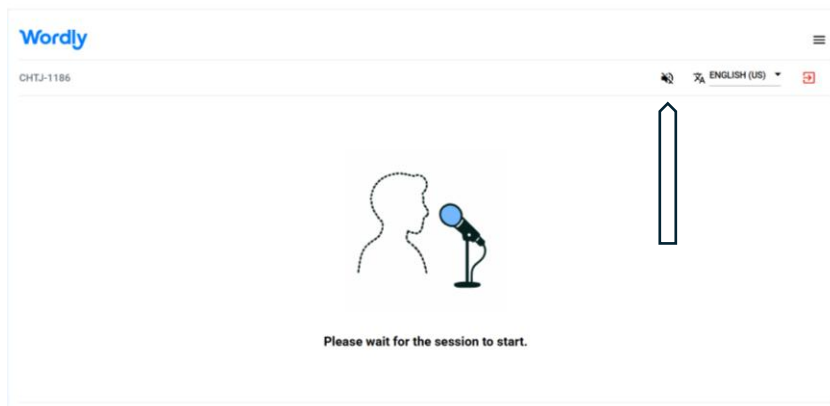 Wordly
CHTJ-1186
ENGLISH (US)
Please wait for the session to start.